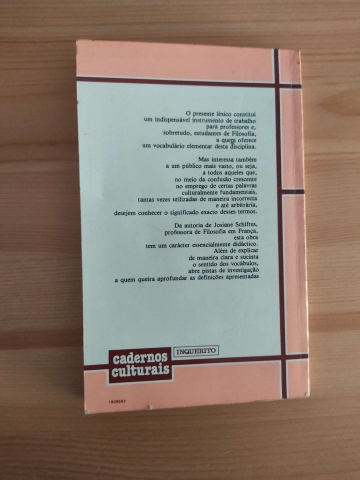 O presente léxico constitui
um indispensável instrumento de trabalho
para professores e,
sobretudo, estudantes de Filosofia,
a quem oferece
um vocabulário elementar desta disciplina.
Mas interessa também
a um público mais vasto, ou seja,
a todos aqueles que,
no meio da confusão crescente
no emprego de certas palavras
culturalmente fundamentais,
tantas vezes utilizadas de maneira incorrecta
e até arbitrária,
desejem conhecer o significado exacto desses termos.
Da autoria de Josiane Schifres,
professora de Filosofia em França,
esta obra
tem um carácter essencialmente didáctico.
Além de explicar
de maneira clara e sucinta
o sentido dos vocábulos,
abre pistas de investigação
a quem queira aprofundar as definições apresentadas
cadernos
culturais
INQUÉRITO